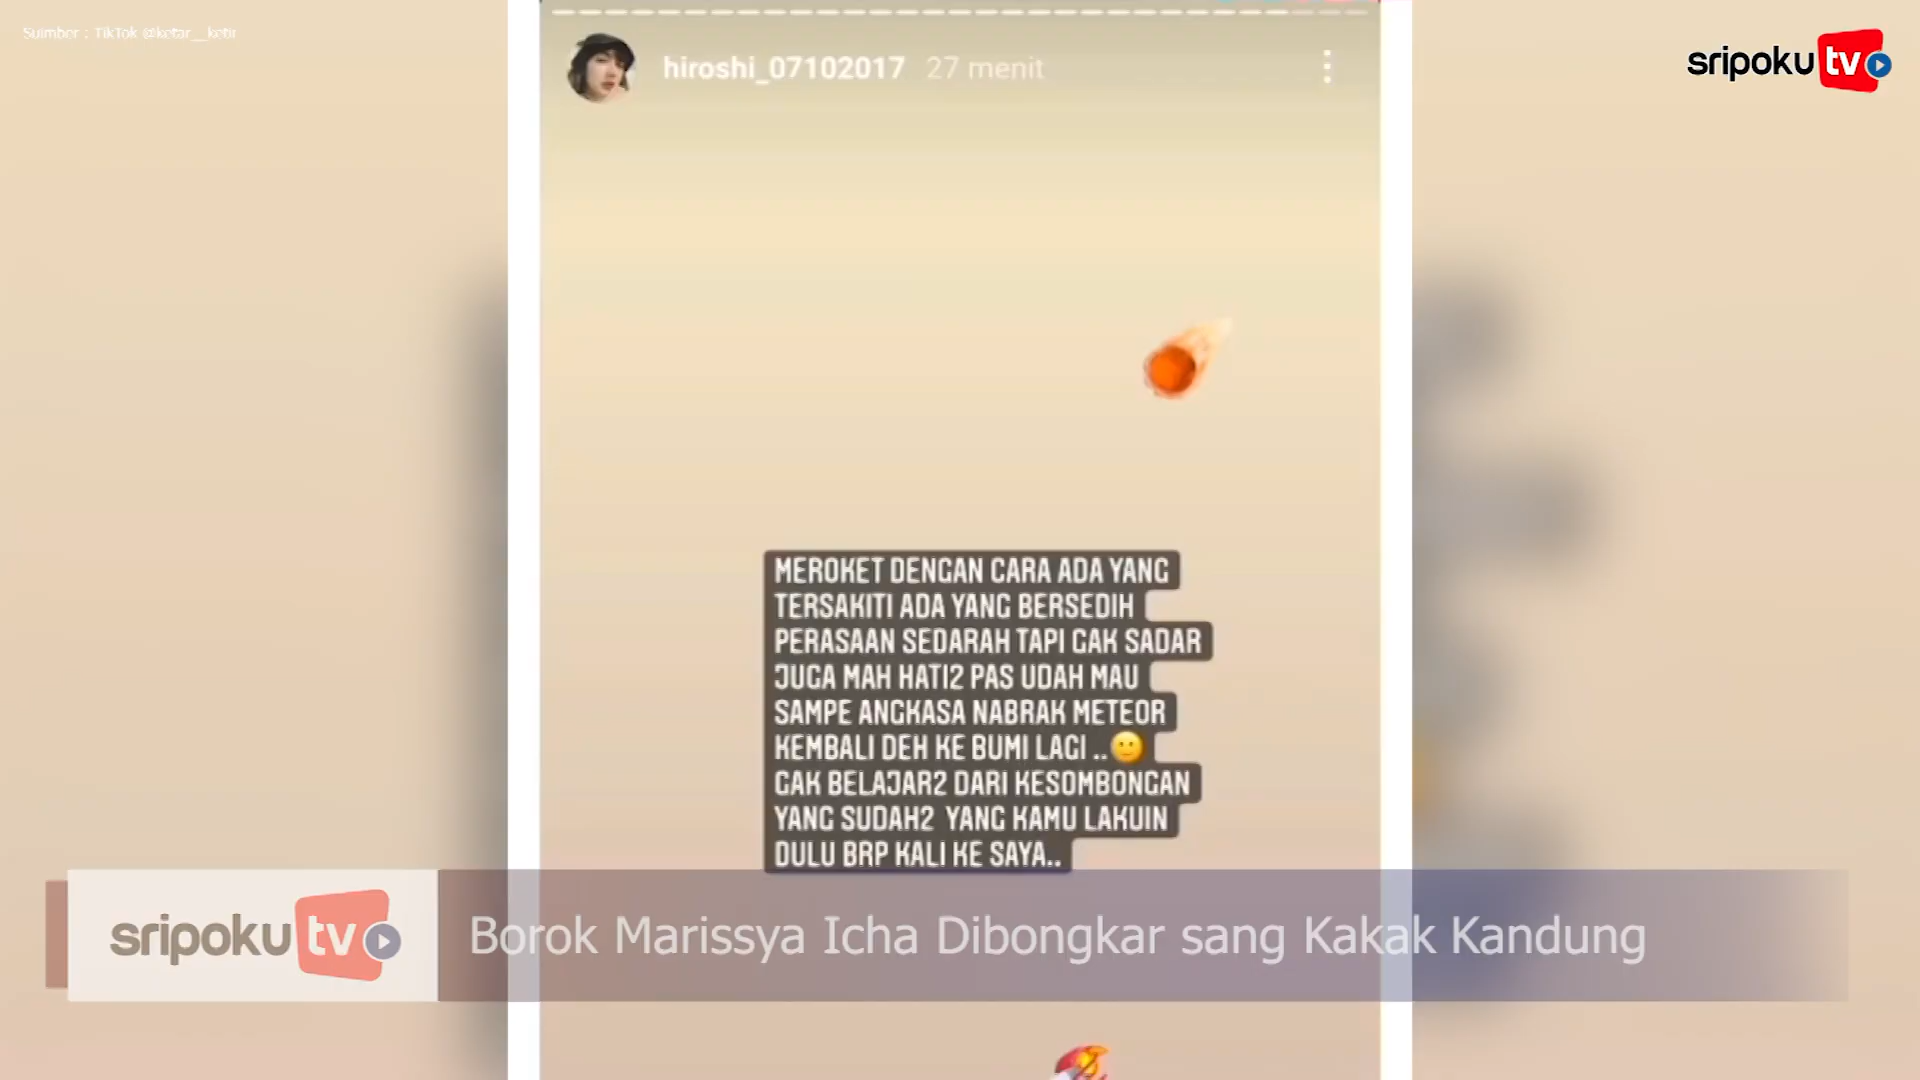 Suimber : TikTok @ketar__ketir
sripoku tv
hiroshi_07102017 27 menit
MEROKET DENGAN CARA ADA YANG
TERSAKITI ADA YANG BERSEDIH
PERASAAN SEDARAH TAPI GAK SADAR
JUGA MAH HATI2 PAS UDAH MAU
SAMPE ANGKASA NABRAK METEOR
KEMBALI DEH KE BUMI LAGI ..🙂
GAK BELAJAR2 DARI KESOMBONGAN
YANG SUDAH2 YANG KAMU LAKUIN
DULU BRP KALI KE SAYA..
sripoku tv Borok Marissya Icha Dibongkar sang Kakak Kandung